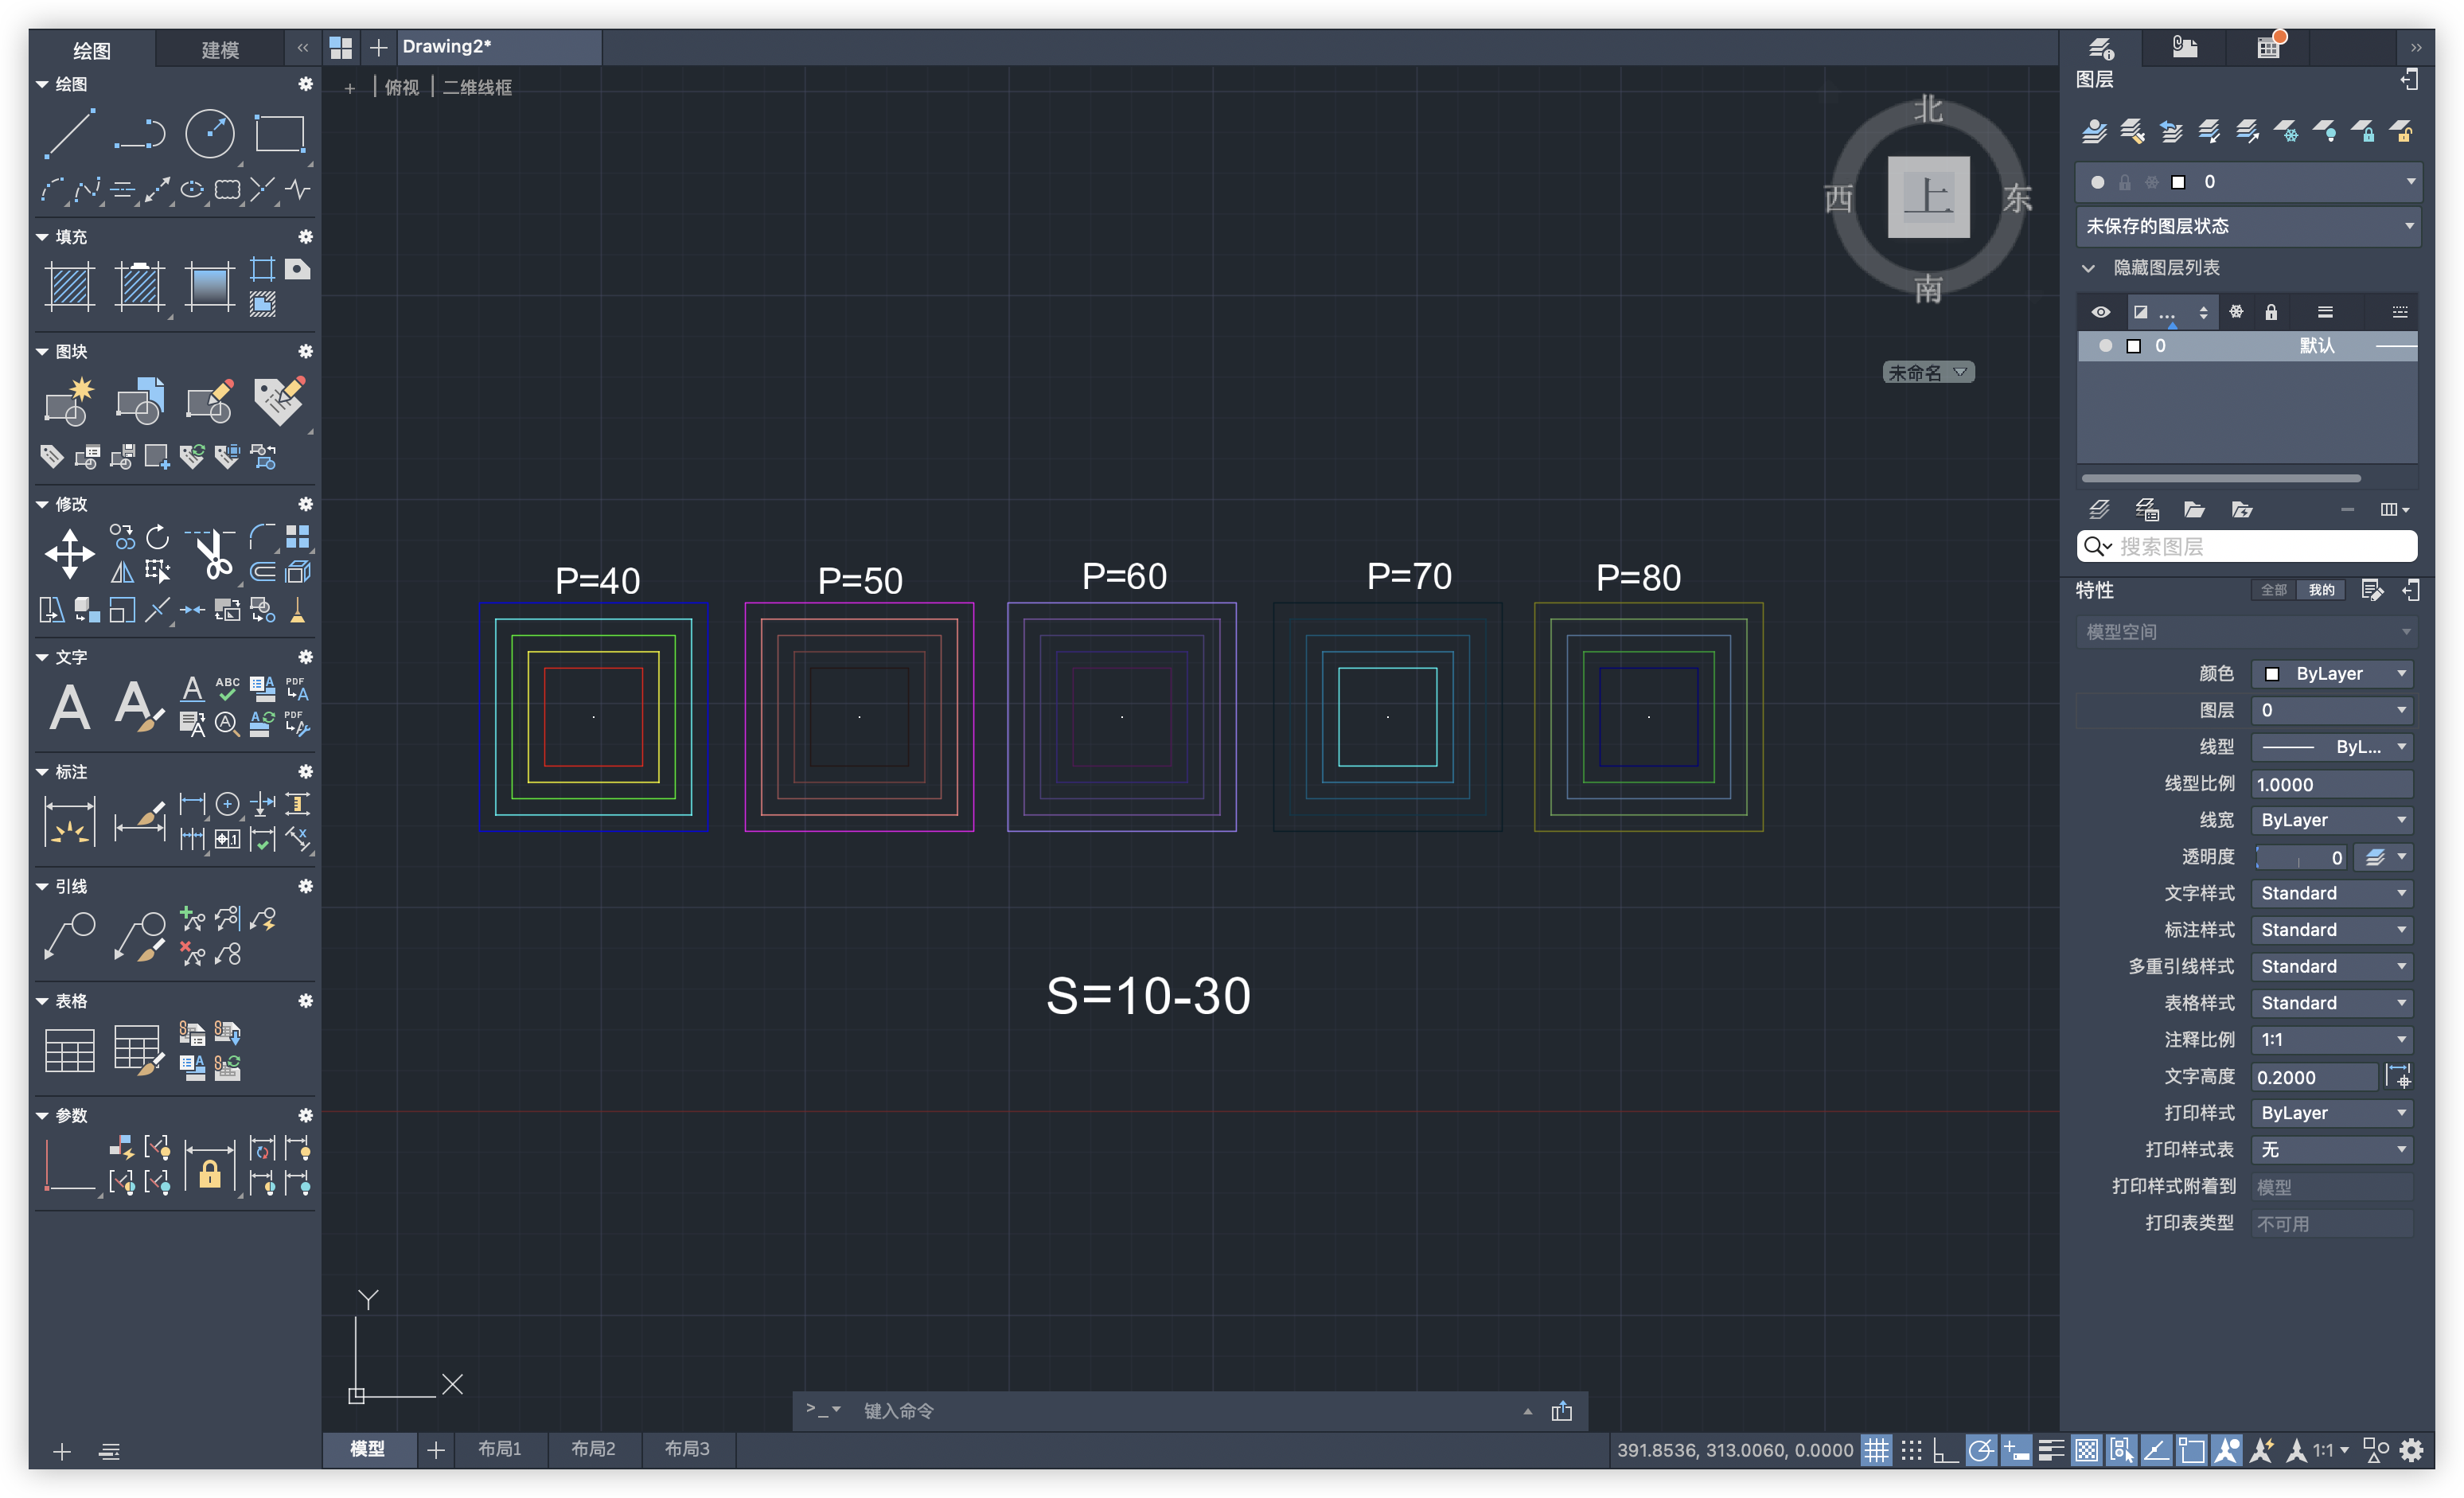 绘图
建模
Drawing2*
绘图
俯视
二维线框
填充
图块
修改
文字
ABC
PDF
PDF
标注
引线
表格
参数
北
西
上
东
南
未命名
P=40
P=50
P=60
P=70
P=80
S=10-30
Y
X
键入命令
模型
布局1
布局2
布局3
391.8536, 313.0060, 0.0000
1:1
图层
0
未保存的图层状态
隐藏图层列表
...
0
默认
搜索图层
特性
全部
我的
模型空间
颜色
ByLayer
图层
0
线型
ByL...
线型比例
1.0000
线宽
ByLayer
透明度
0
文字样式
Standard
标注样式
Standard
多重引线样式
Standard
表格样式
Standard
注释比例
1:1
文字高度
0.2000
打印样式
ByLayer
打印样式表
无
打印样式附着到
模型
打印表类型
不可用